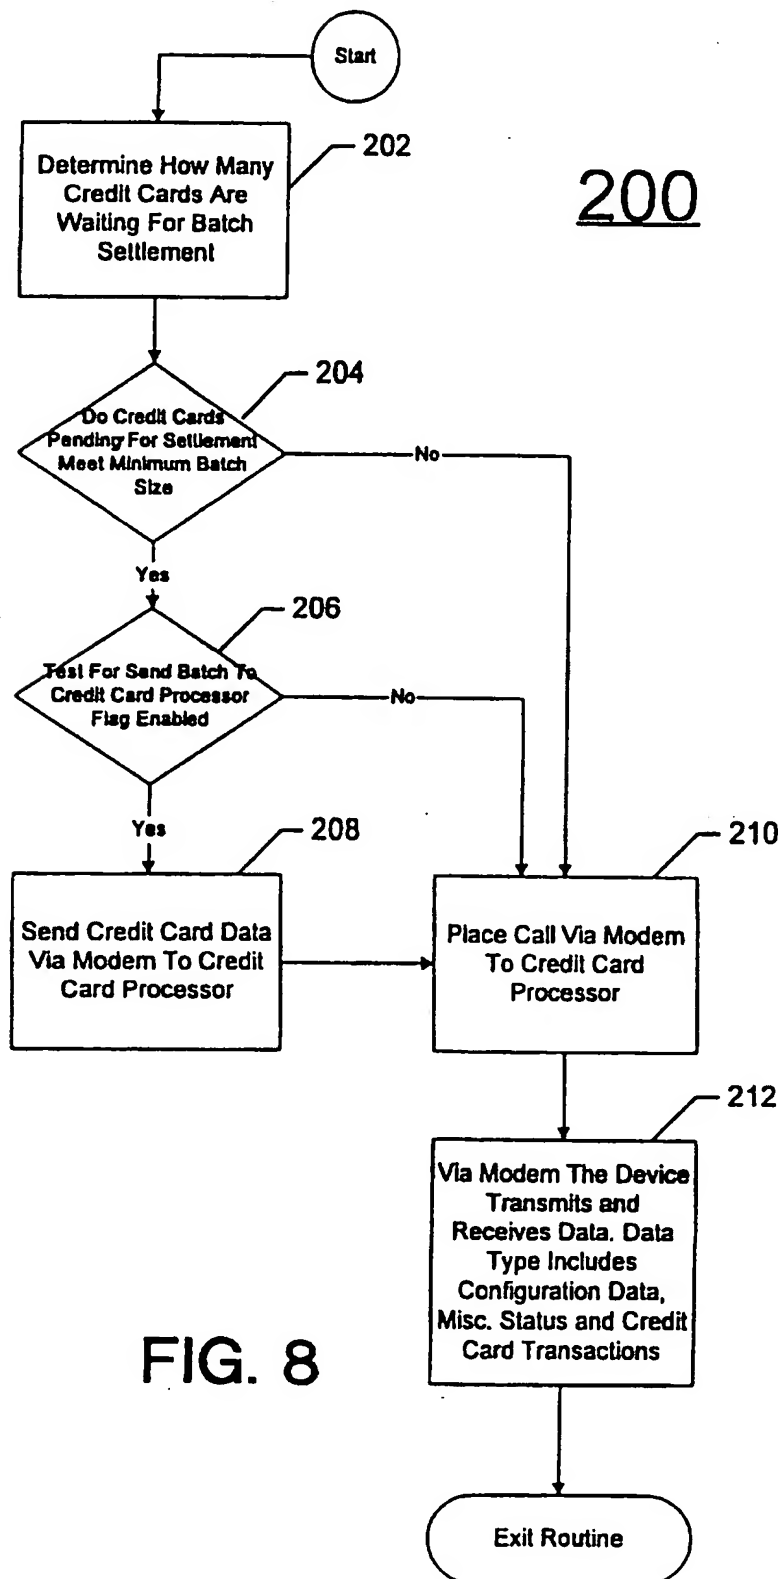 Start
202
Determine How Many
Credit Cards Are
Waiting For Batch
Settlement
200
204
Do Credit Cards
Pending For Settlement
Meet Minimum Batch
Size
No
Yes
206
Test For Send Batch To
Credit Card Processor
Flag Enabled
No
Yes
208
210
Send Credit Card Data
Via Modem To Credit
Card Processor
Place Call Via Modem
To Credit Card
Processor
212
Via Modem The Device
Transmits and
Receives Data. Data
Type Includes
Configuration Data,
Misc. Status and Credit
Card Transactions
FIG. 8
Exit Routine